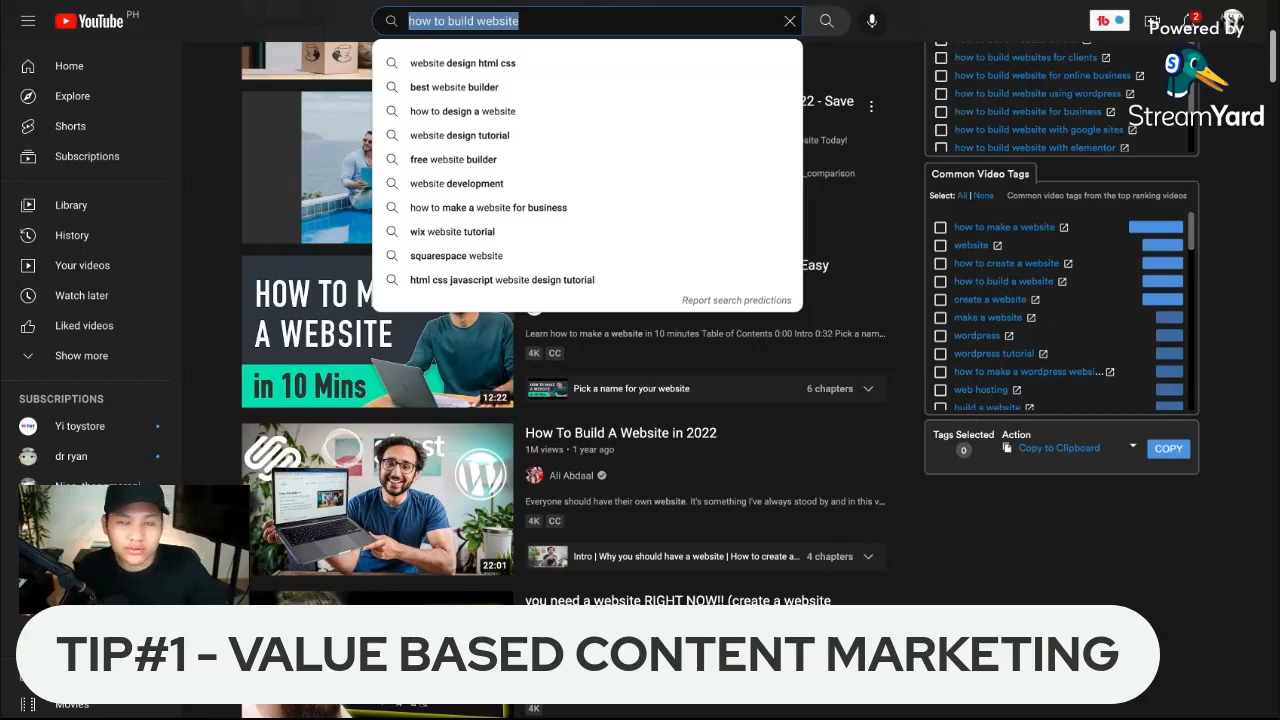 YouTube PH
how to build website
2
Powered by
StreamYard
Home
Explore
Shorts
Subscriptions
Library
History
Your videos
Watch later
Liked videos
Show more
SUBSCRIPTIONS
Yi toystore
dr ryan
Movies
website design html css
best website builder
how to design a website
website design tutorial
free website builder
website development
how to make a website for business
wix website tutorial
squarespace website
html css javascript website design tutorial
Report search predictions
22 - Save
site Today!
_comparison
Easy
HOW TO M
A WEBSITE
in 10 Mins
12:22
Learn how to make a website in 10 minutes Table of Contents 0:00 Intro 0:32 Pick a nam...
4K CC
Pick a name for your website
6 chapters
How To Build A Website in 2022
1M views • 1 year ago
Ali Abdaal
Everyone should have their own website. It's something I've always stood by and in this v...
4K CC
Intro | Why you should have a website | How to create a...
4 chapters
22:01
you need a website RIGHT NOW!! (create a website
4K
how to build websites for clients
how to build website for online business
how to build website using wordpress
how to build website for business
how to build website with google sites
how to build website with elementor
Common Video Tags
Select: All | None
Common video tags from the top ranking videos
how to make a website
website
how to create a website
how to build a website
create a website
make a website
wordpress
wordpress tutorial
how to make a wordpress websi...
web hosting
build a website
Tags Selected
0
Action
Copy to Clipboard
COPY
TIP#1 - VALUE BASED CONTENT MARKETING